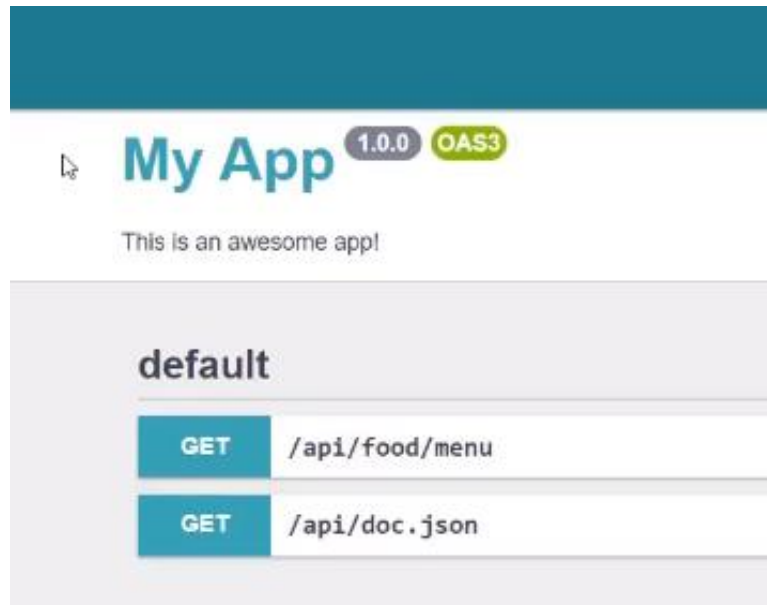 My App 1.0.0 OAS3
This is an awesome app!
default
GET /api/food/menu
GET /api/doc.json